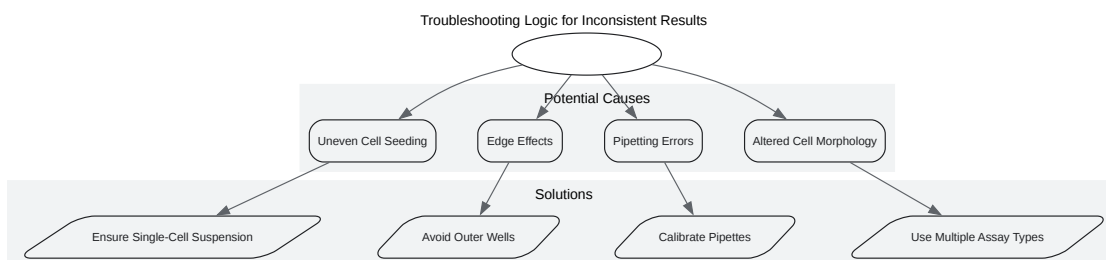 Troubleshooting Logic for Inconsistent Results
Potential Causes
Uneven Cell Seeding
Edge Effects
Pipetting Errors
Altered Cell Morphology
Solutions
Ensure Single-Cell Suspension
Avoid Outer Wells
Calibrate Pipettes
Use Multiple Assay Types